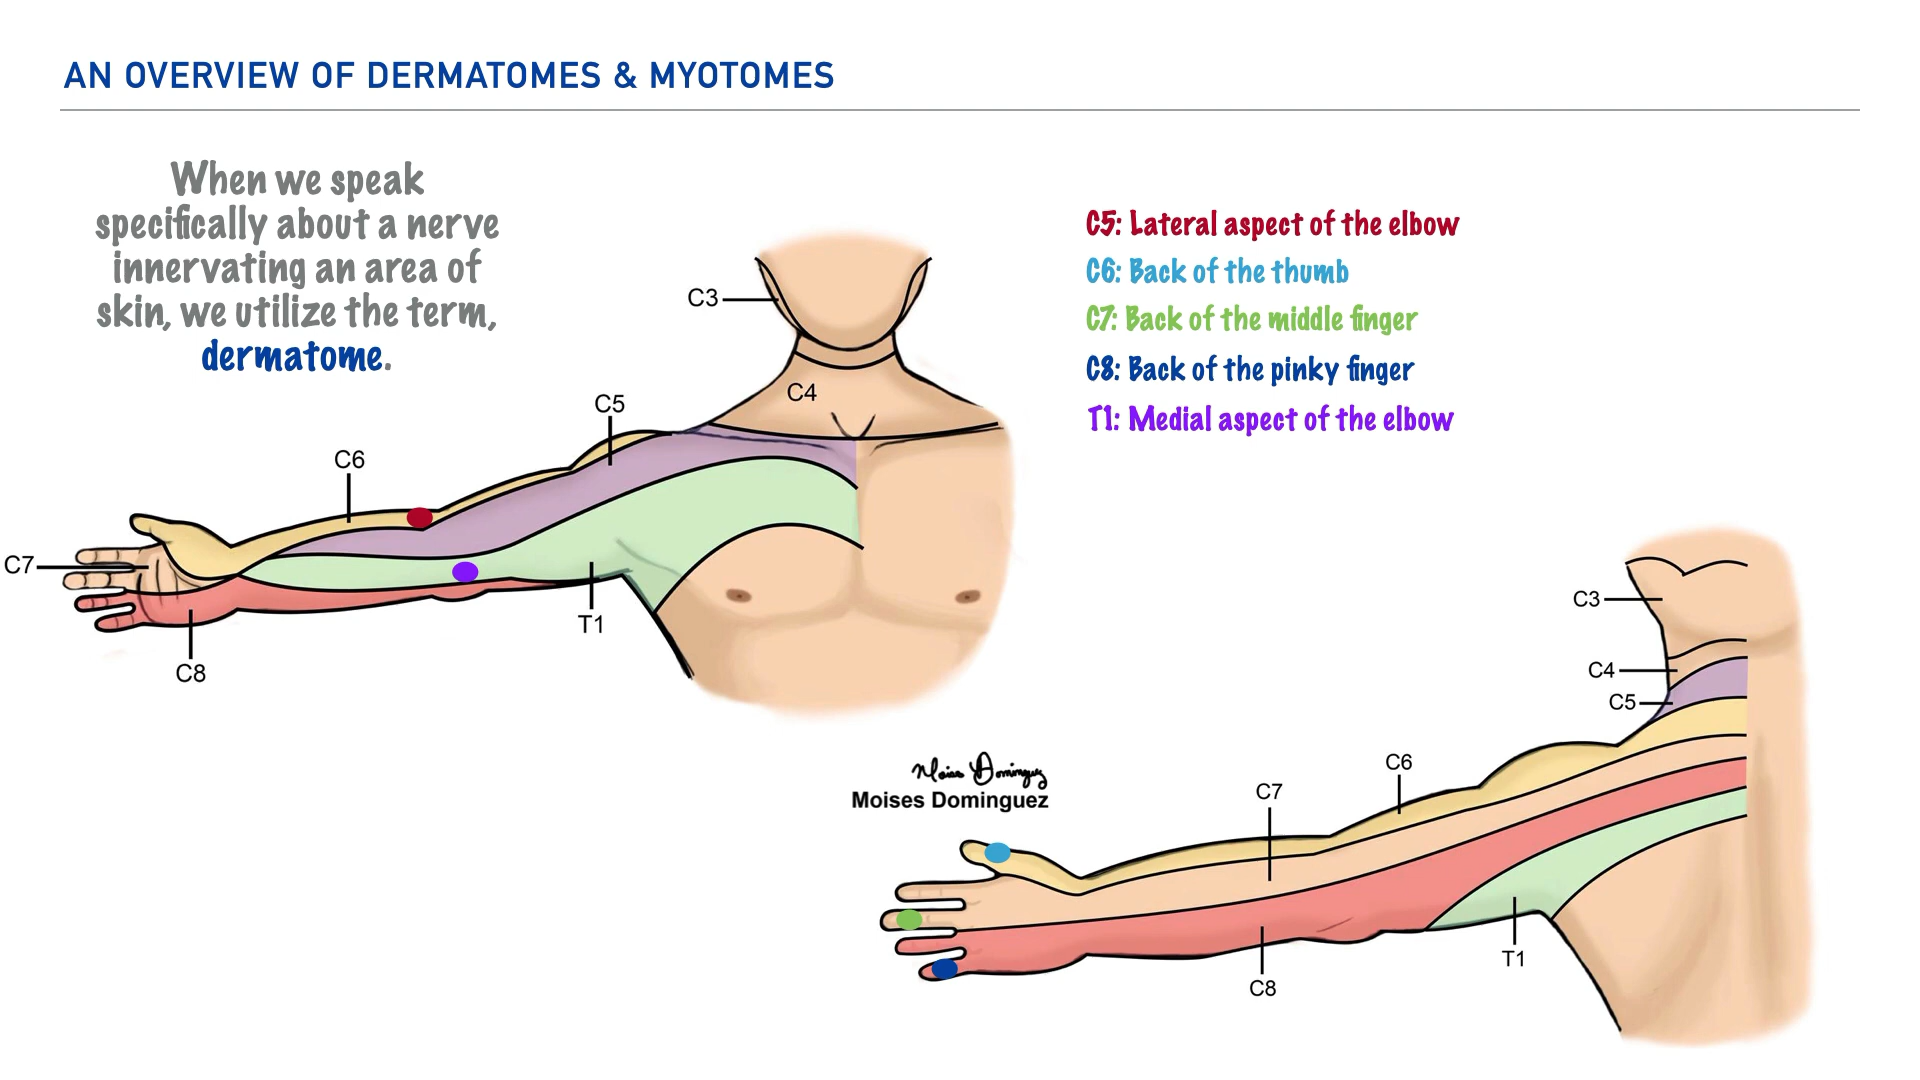 AN OVERVIEW OF DERMATOMES & MYOTOMES
When we speak
specifically about a nerve
innervating an area of
skin, we utilize the term,
dermatome.
C5: Lateral aspect of the elbow
C6: Back of the thumb
C7: Back of the middle finger
C8: Back of the pinky finger
T1: Medial aspect of the elbow
C3
C4
C5
C6
C7
T1
C8
C3
C4
C5
Moises Dominguez
Moises Dominguez
C6
C7
T1
C8